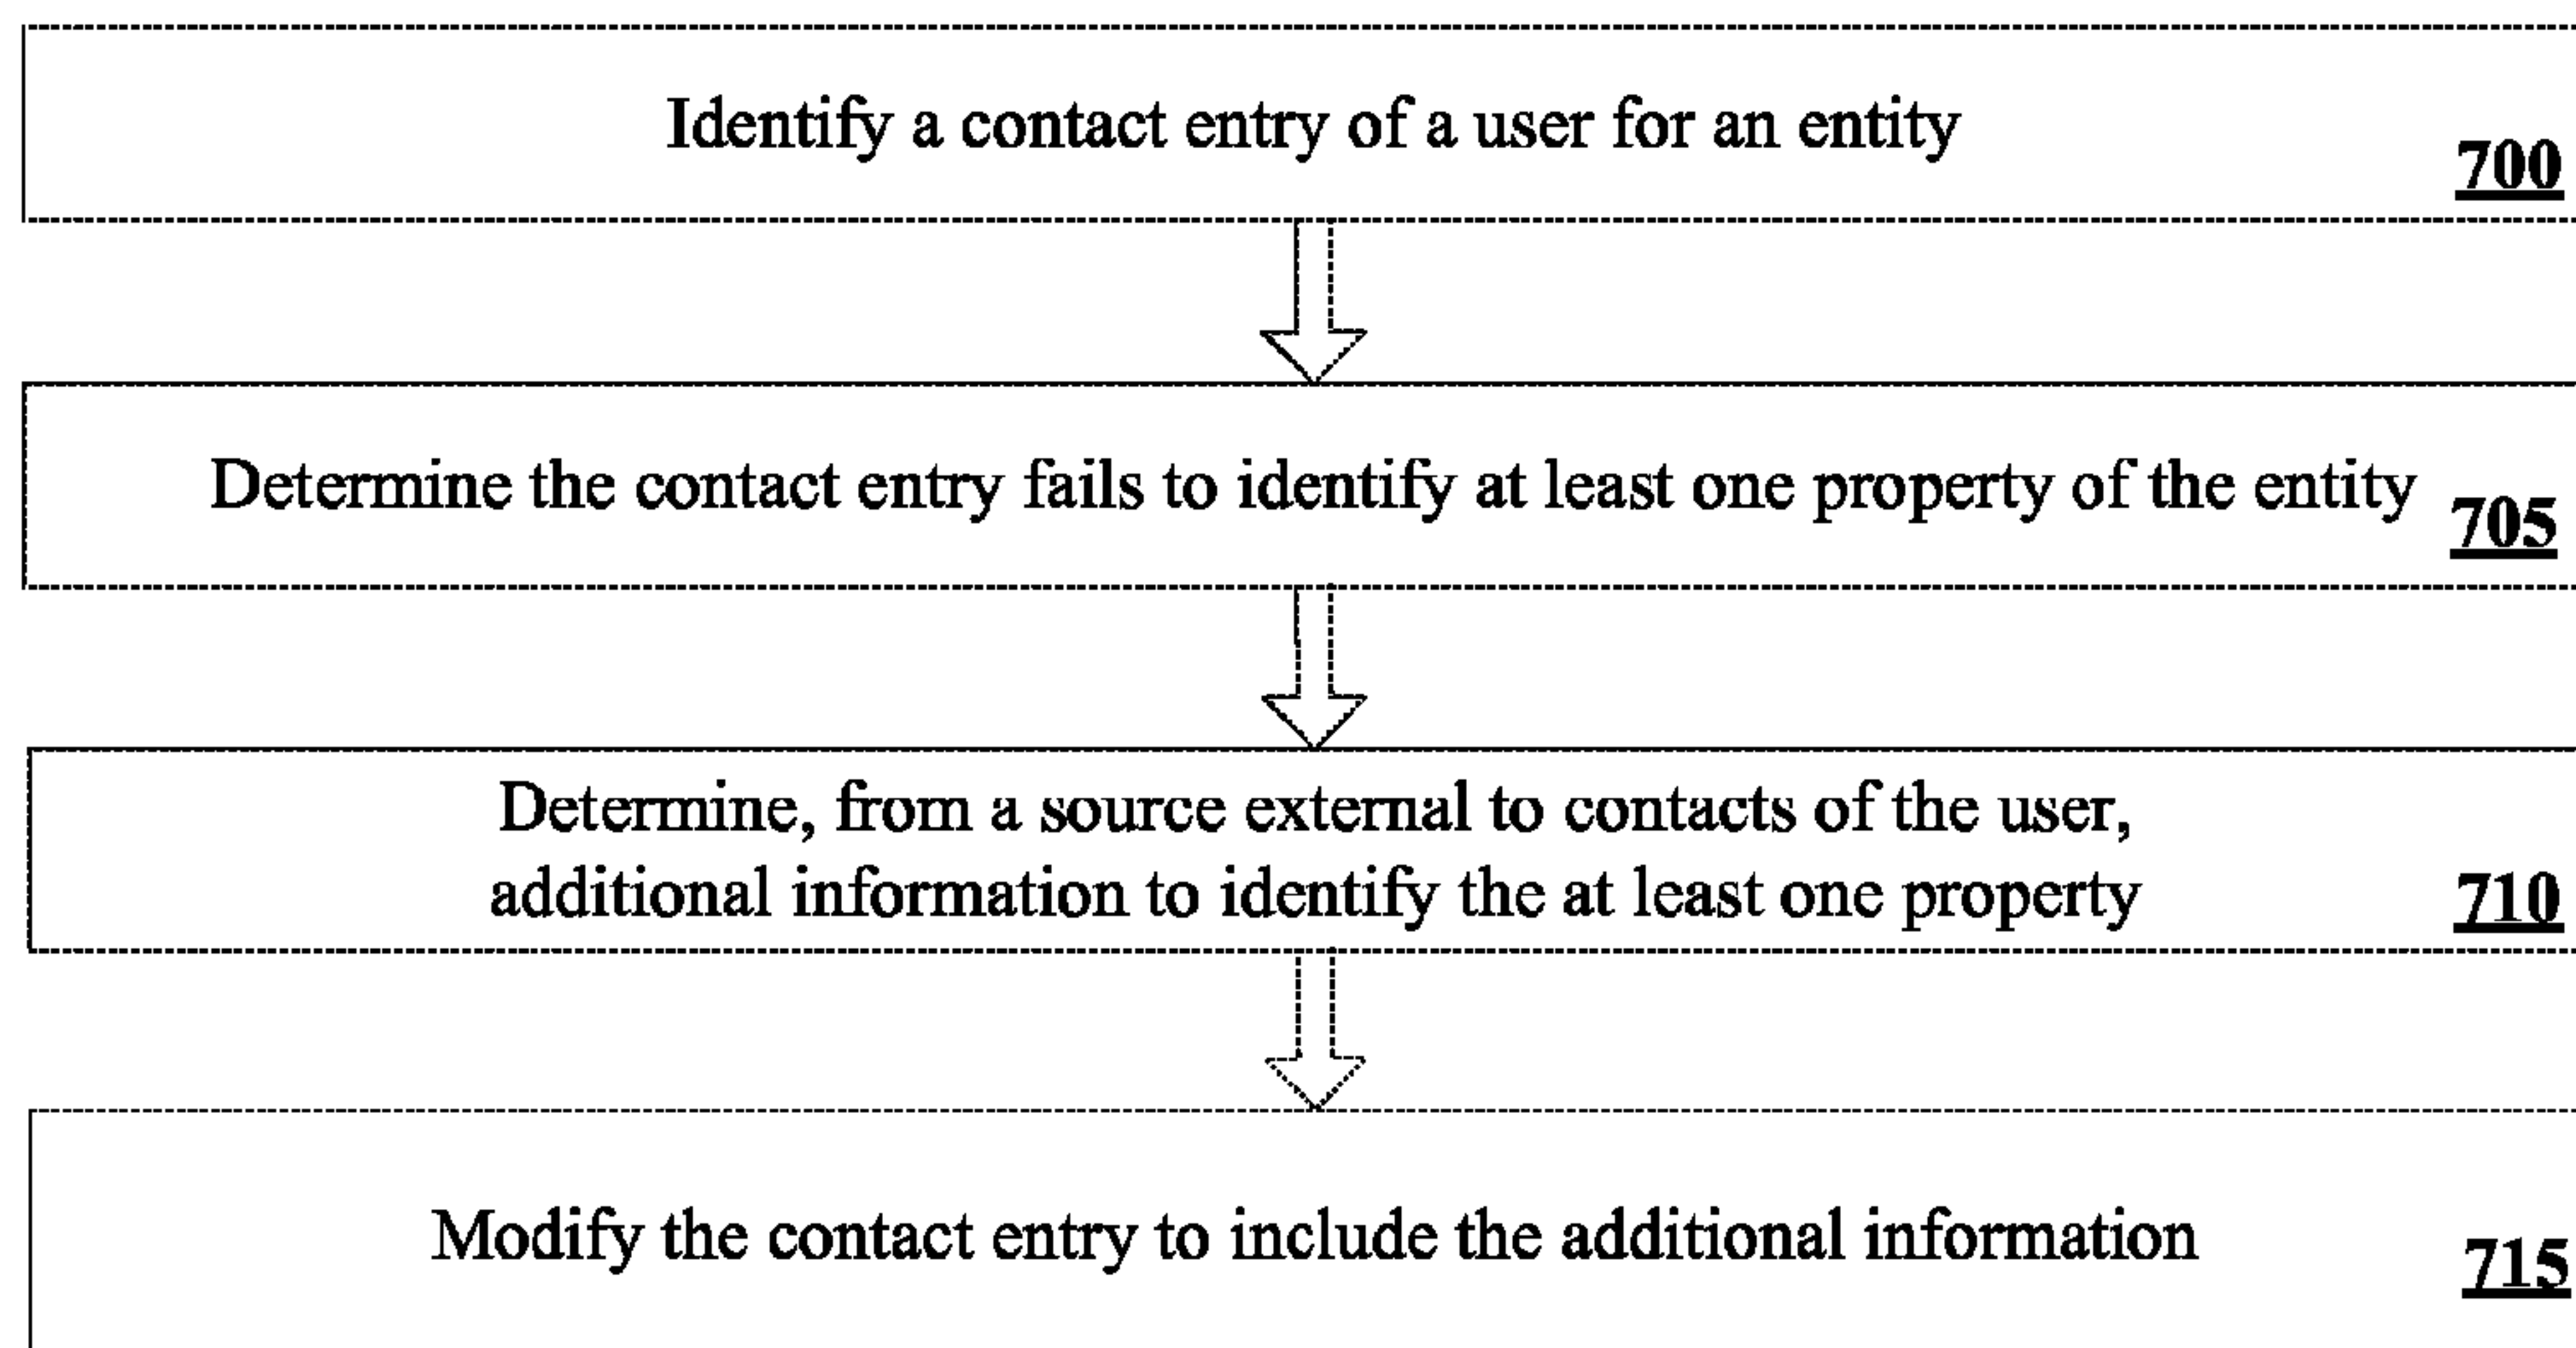 Identify a contact entry of a user for an entity
700
Determine the contact entry fails to identify at least one property of the entity
705
Determine, from a source external to contacts of the user,
additional information to identify the at least one property
710
Modify the contact entry to include the additional information
715